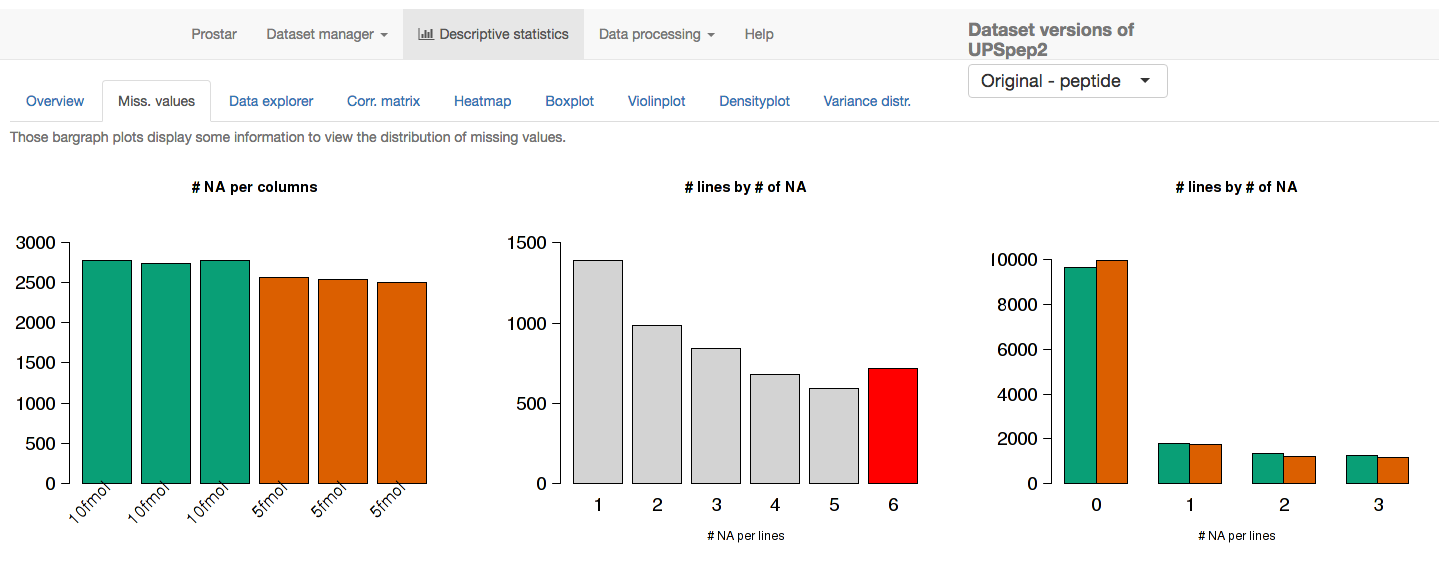 Prostar Dataset manager Descriptive statistics Data processing Help
Dataset versions of
UPSpep2
Original - peptide
Overview Miss. values Data explorer Corr. matrix Heatmap Boxplot Violinplot Densityplot Variance distr.
Those bargraph plots display some information to view the distribution of missing values.
# NA per columns
3000
2500
2000
1500
1000
500
0
10fmol 10fmol 10fmol 5fmol 5fmol 5fmol
# lines by # of NA
1500
1000
500
0
1 2 3 4 5 6
# NA per lines
# lines by # of NA
10000
8000
6000
4000
2000
0
0 1 2 3
# NA per lines